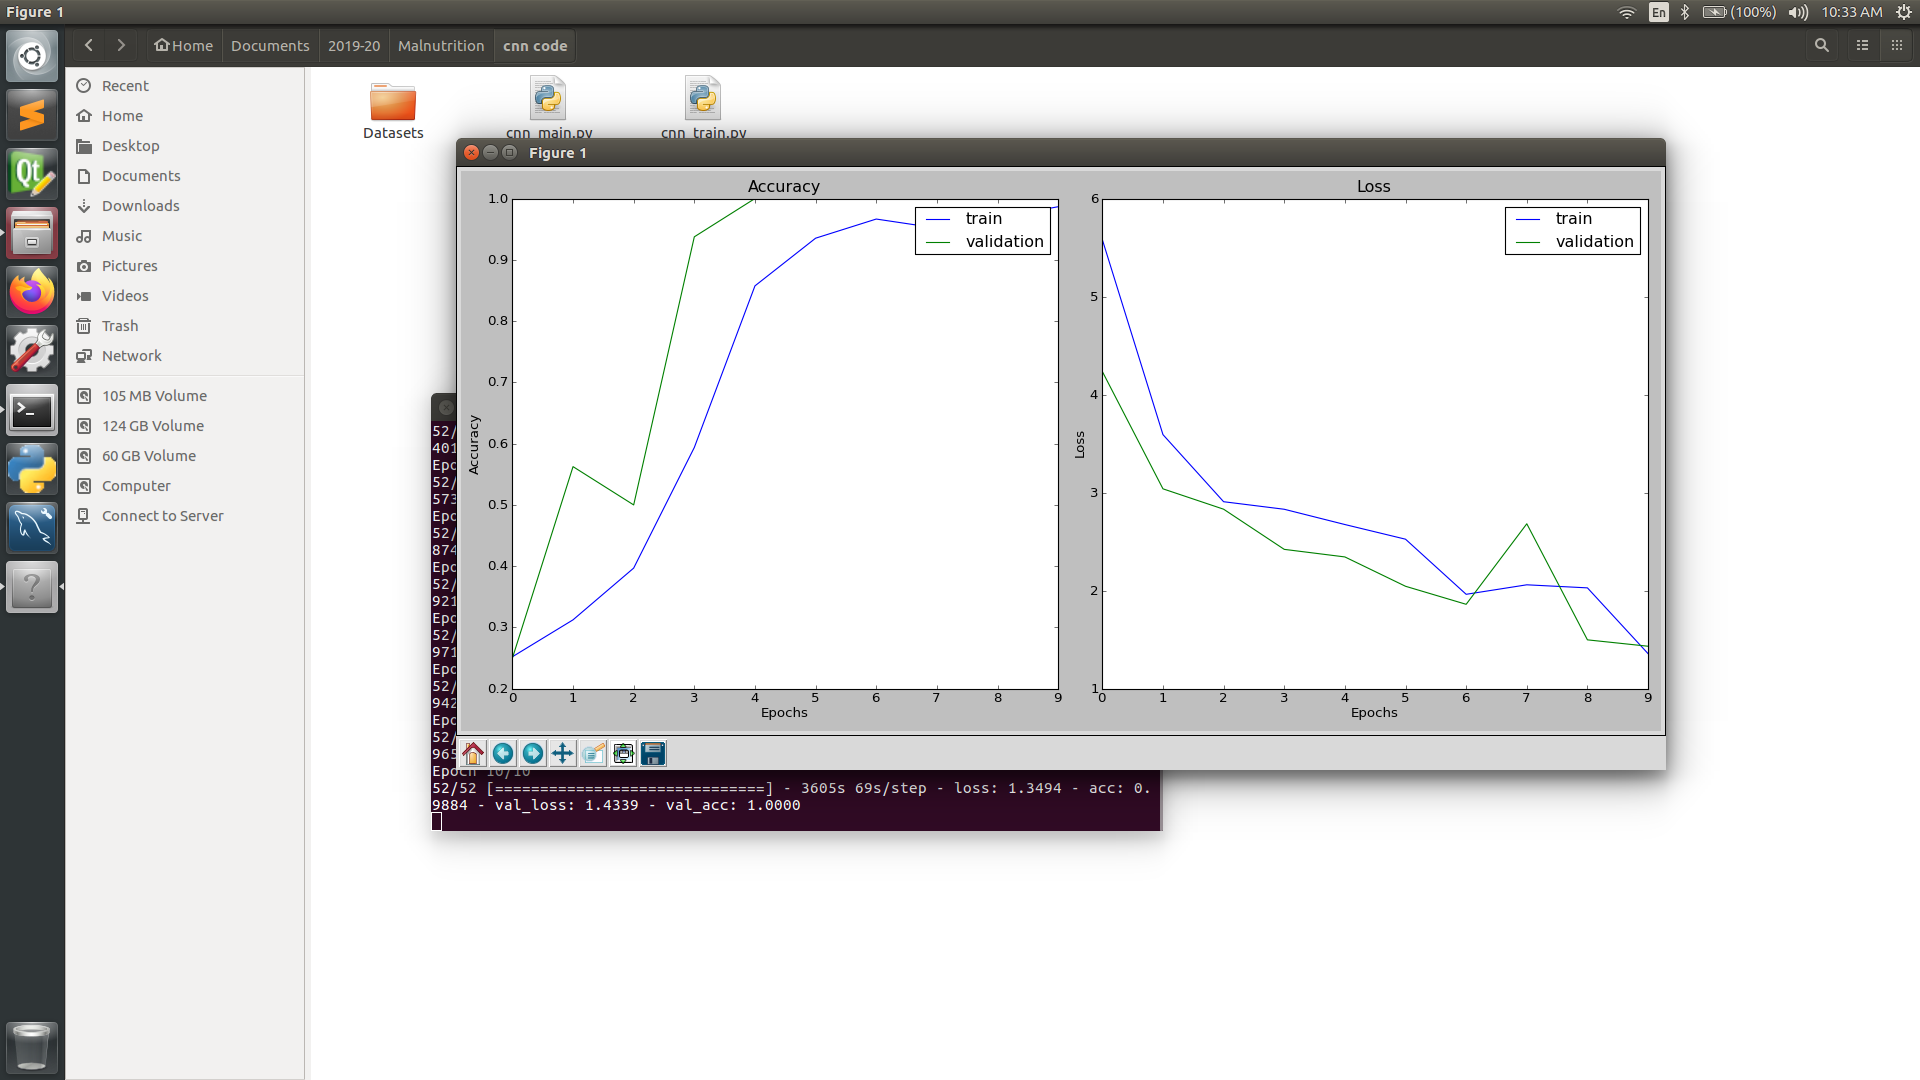 Figure 1
En
(100%)
10:33 AM
Home
Documents
2019-20
Malnutrition
cnn code
Recent
Home
Desktop
Documents
Downloads
Music
Pictures
Videos
Trash
Network
105 MB Volume
124 GB Volume
60 GB Volume
Computer
Connect to Server
Datasets
cnn_main.py
cnn_train.py
Figure 1
Accuracy
1.0
0.9
0.8
0.7
0.6
0.5
0.4
0.3
0.2
Accuracy
train
validation
0 1 2 3 4 5 6 7 8 9
Epochs
Loss
6
5
4
3
2
1
Loss
train
validation
0 1 2 3 4 5 6 7 8 9
Epochs
52/
401
Epo
52/
573
Epo
52/
874
Epo
52/
921
Epo
52/
971
Epo
52/
942
Epo
52/
965
Epoch 10/10
52/52 [==============================] - 3605s 69s/step - loss: 1.3494 - acc: 0.
9884 - val_loss: 1.4339 - val_acc: 1.0000
Qt